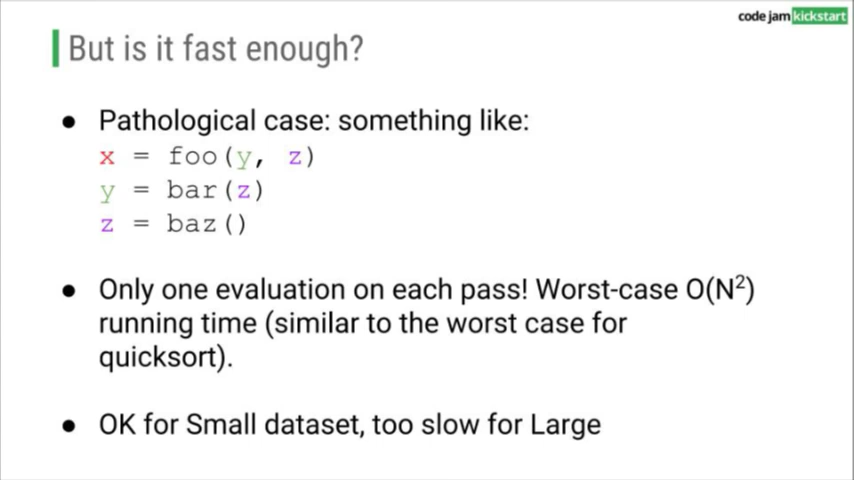 code jam kickstart
But is it fast enough?
● Pathological case: something like:
x = foo(y, z)
y = bar(z)
z = baz()
● Only one evaluation on each pass! Worst-case O(N²)
running time (similar to the worst case for
quicksort).
● OK for Small dataset, too slow for Large